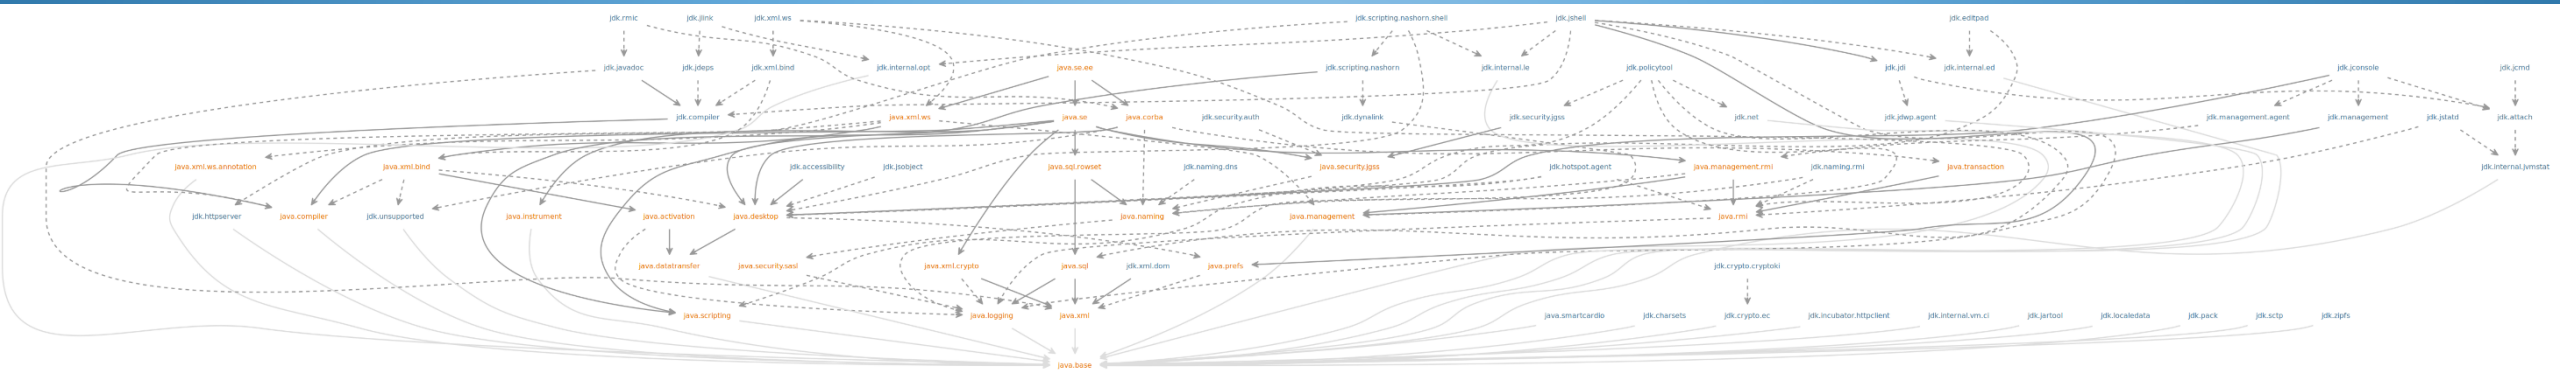 jdk.rmic jdk.jlink jdk.xml.ws jdk.scripting.nashorn.shell jdk.jshell jdk.editpad
jdk.javadoc jdk.jdeps jdk.xml.bind jdk.internal.opt java.se.ee jdk.scripting.nashorn jdk.internal.le jdk.policytool jdk.jdi jdk.internal.ed jdk.jconsole jdk.jcmd
jdk.compiler java.xml.ws java.se java.corba jdk.security.auth jdk.dynalink jdk.security.jgss jdk.net jdk.jdwp.agent jdk.management.agent jdk.management jdk.jstatd jdk.attach
java.xml.ws.annotation java.xml.bind jdk.accessibility jdk.jsobject java.sql.rowset jdk.naming.dns java.security.jgss jdk.hotspot.agent java.management.rmi jdk.naming.rmi java.transaction jdk.internal.jvmstat
jdk.httpserver java.compiler jdk.unsupported java.instrument java.activation java.desktop java.naming java.management java.rmi
java.datatransfer java.security.sasl java.xml.crypto java.sql jdk.xml.dom java.prefs jdk.crypto.cryptoki
java.scripting java.logging java.xml java.smartcardio jdk.charsets jdk.crypto.ec jdk.incubator.httpclient jdk.internal.vm.ci jdk.jartool jdk.localedata jdk.pack jdk.sctp jdk.zipfs
java.base